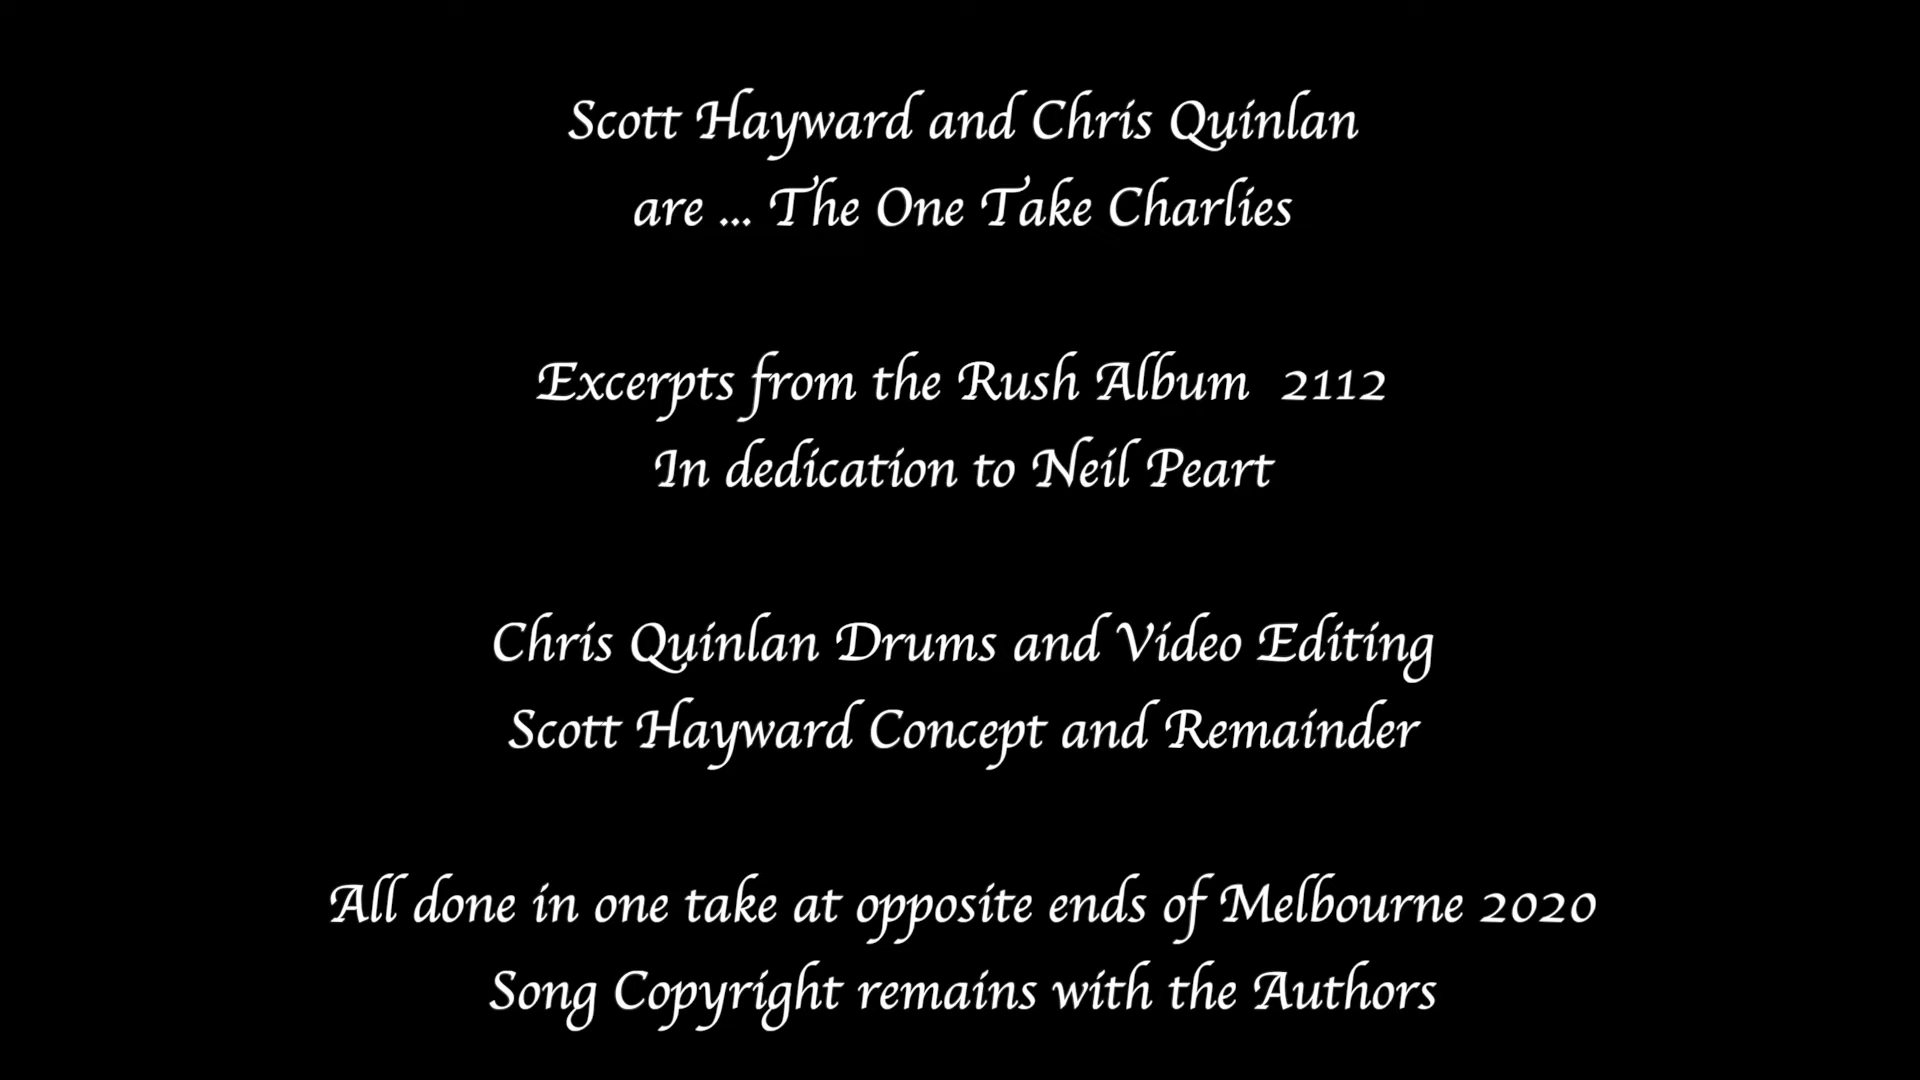 Scott Hayward and Chris Quinlan
are ... The One Take Charlies
Excerpts from the Rush Album 2112
In dedication to Neil Peart
Chris Quinlan Drums and Video Editing
Scott Hayward Concept and Remainder
All done in one take at opposite ends of Melbourne 2020
Song Copyright remains with the Authors